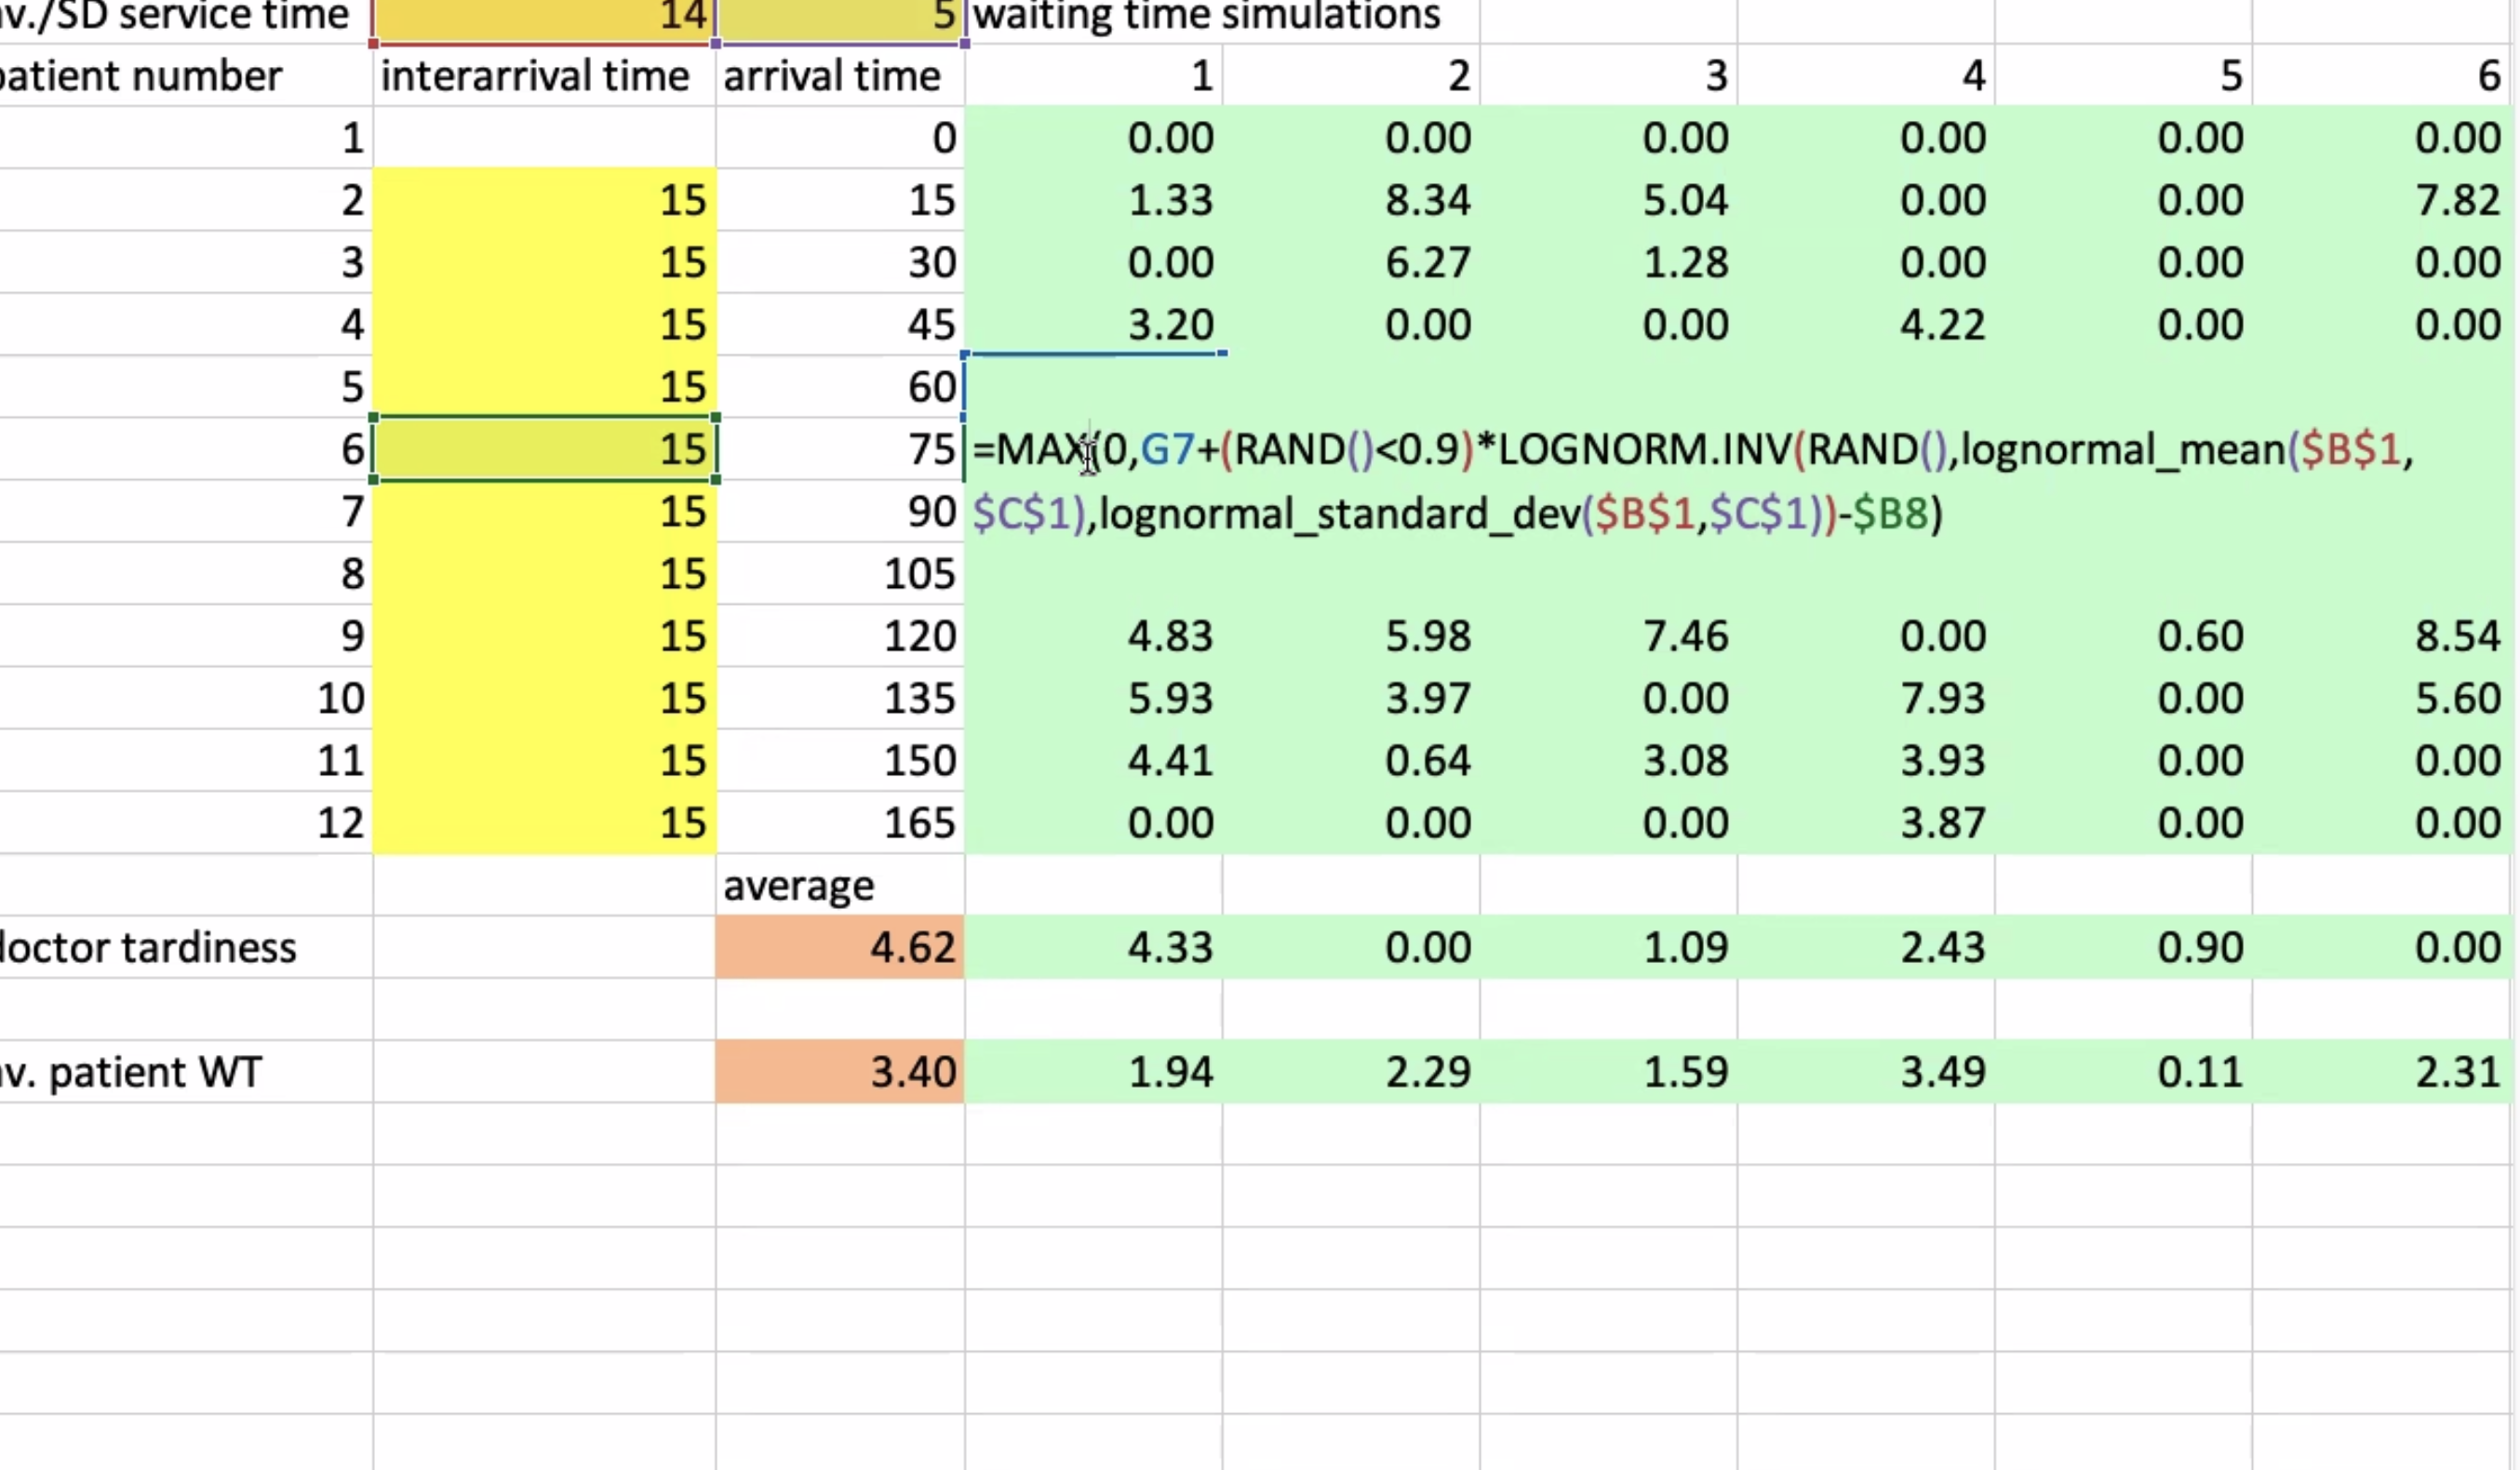 v./SD service time 14 5 waiting time simulations
patient number interarrival time arrival time 1 2 3 4 5 6
1 0 0.00 0.00 0.00 0.00 0.00 0.00
2 15 15 1.33 8.34 5.04 0.00 0.00 7.82
3 15 30 0.00 6.27 1.28 0.00 0.00 0.00
4 15 45 3.20 0.00 0.00 4.22 0.00 0.00
5 15 60
6 15 75 =MAX(0,G7+(RAND()<0.9)*LOGNORM.INV(RAND(),lognormal_mean($B$1,
7 15 90 $C$1),lognormal_standard_dev($B$1,$C$1))-$B8)
8 15 105
9 15 120 4.83 5.98 7.46 0.00 0.60 8.54
10 15 135 5.93 3.97 0.00 7.93 0.00 5.60
11 15 150 4.41 0.64 3.08 3.93 0.00 0.00
12 15 165 0.00 0.00 0.00 3.87 0.00 0.00
average
doctor tardiness 4.62 4.33 0.00 1.09 2.43 0.90 0.00
v. patient WT 3.40 1.94 2.29 1.59 3.49 0.11 2.31